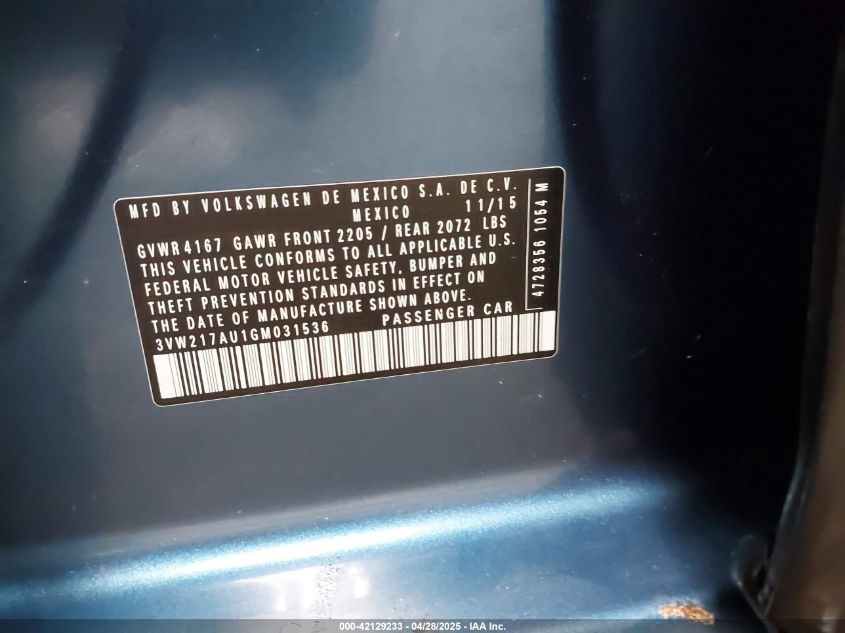 MFD BY VOLKSWAGEN DE MEXICO S.A. DE C.V.
MEXICO 11/15
GVWR 4167 GAWR FRONT 2205 / REAR 2072 LBS
THIS VEHICLE CONFORMS TO ALL APPLICABLE U.S.
FEDERAL MOTOR VEHICLE SAFETY, BUMPER AND
THEFT PREVENTION STANDARDS IN EFFECT ON
THE DATE OF MANUFACTURE SHOWN ABOVE.
3VW217AU1GM031536 PASSENGER CAR
4728356 1054 M
000-42129233 - 04/28/2025 - IAA Inc.